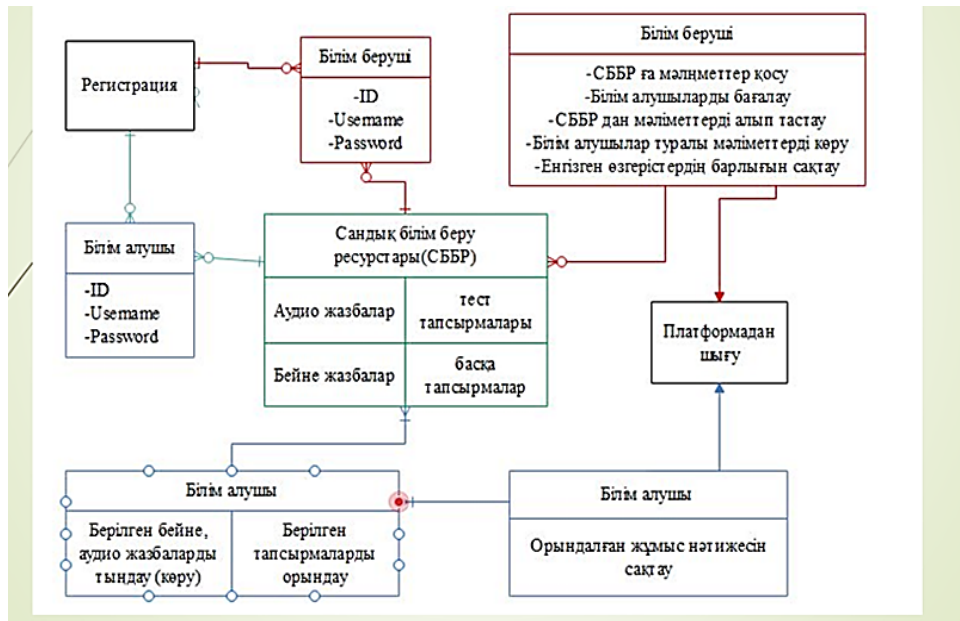 Регистрация
Білім беруші
-ID
-Username
-Password
Білім беруші
-СББР ға мәлңметтер қосу
-Білім алушыларды бағалау
-СББР дан мәліметтерді алып тастау
-Білім алушылар туралы мәліметтерді көру
-Енгізген өзгерістердің барлығын сақтау
Білім алушы
-ID
-Username
-Password
Сандық білім беру
ресурстары(СББР)
Аудио жазбалар
тест
тапсырмалары
Бейне жазбалар
басқа
тапсырмалар
Платформадан
шығу
Білім алушы
Берілген бейне,
аудио жазбаларды
тыңдау (көру)
Берілген
тапсырмаларды
орындау
Білім алушы
Орындалған жұмыс нәтижесін
сақтау